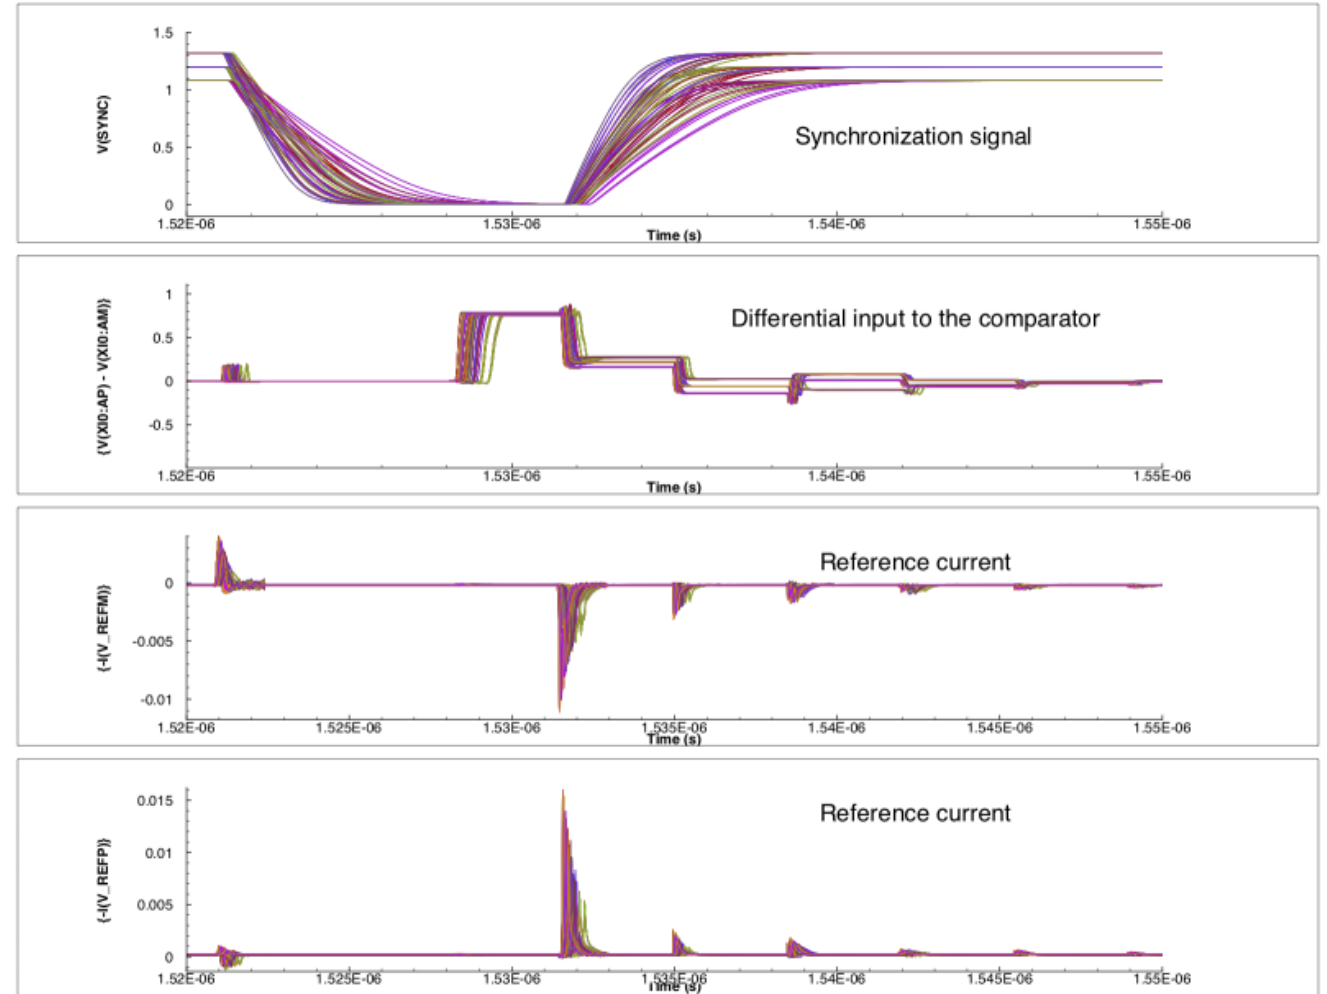 1.5
1
0.5
0
V(SYNC)
Synchronization signal
1.52E-06 1.53E-06 1.54E-06 1.55E-06
Time (s)
1
0.5
0
-0.5
{V(XI0:AP) - V(XI0:AM)}
Differential input to the comparator
1.52E-06 1.53E-06 1.54E-06 1.55E-06
Time (s)
0
-0.005
-0.01
{-I(V_REFM)}
Reference current
1.52E-06 1.525E-06 1.53E-06 1.535E-06 1.54E-06 1.545E-06 1.55E-06
Time (s)
0.015
0.01
0.005
0
{-I(V_REFP)}
Reference current
1.52E-06 1.525E-06 1.53E-06 1.535E-06 1.54E-06 1.545E-06 1.55E-06
Time (s)